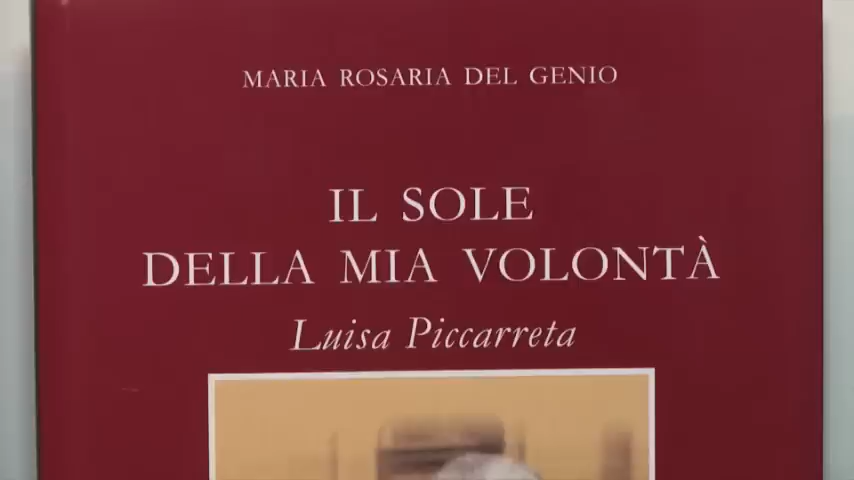 MARIA ROSARIA DEL GENIO
IL SOLE
DELLA MIA VOLONTÀ
Luisa Piccarreta